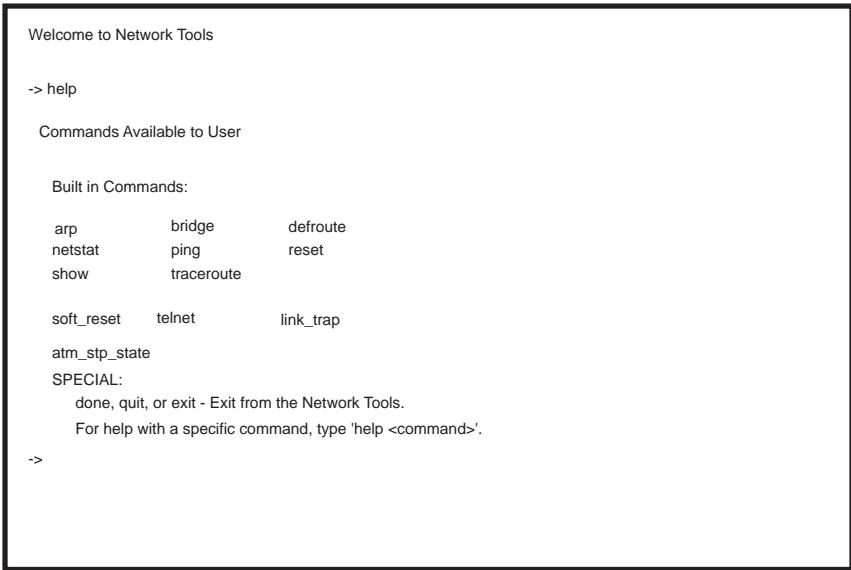 Welcome to Network Tools
-> help
Commands Available to User
Built in Commands:
arp bridge defroute
netstat ping reset
show traceroute
soft_reset telnet link_trap
atm_stp_state
SPECIAL:
done, quit, or exit - Exit from the Network Tools.
For help with a specific command, type 'help <command>'.
->